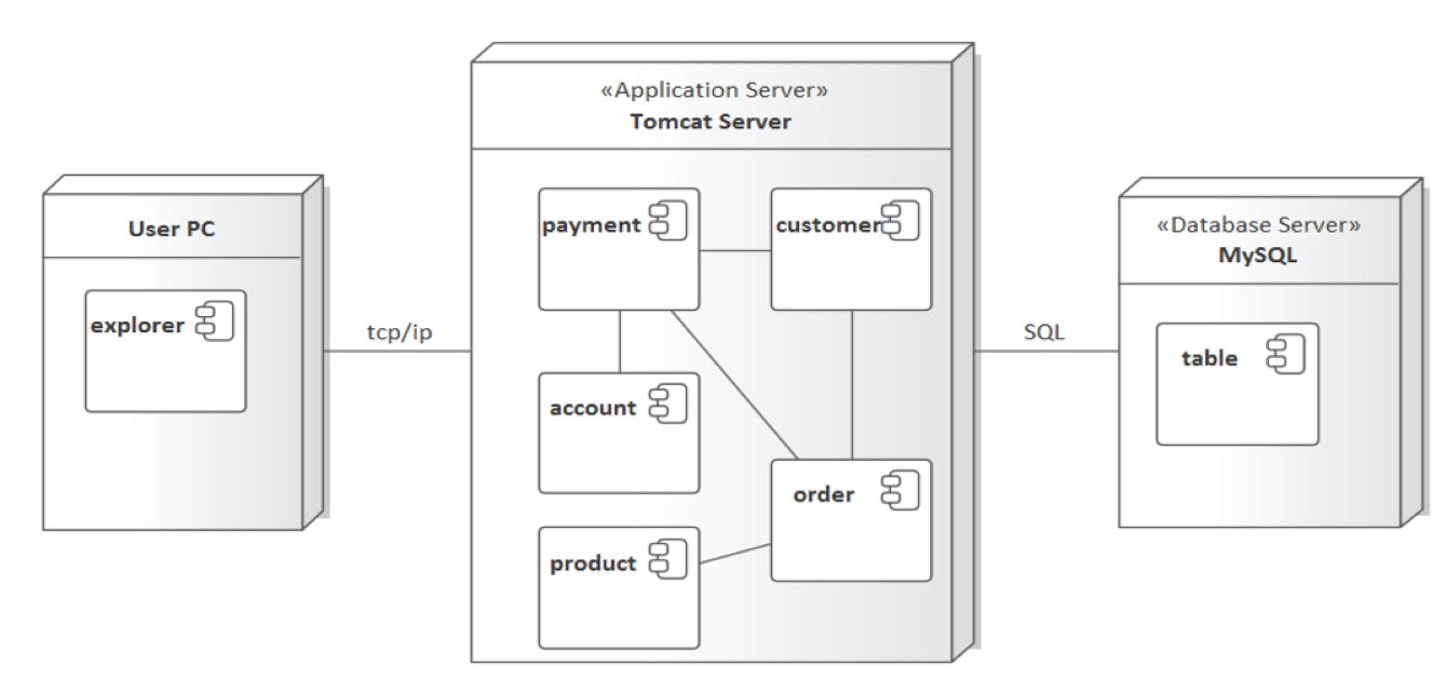 User PC
explorer
tcp/ip
«Application Server»
Tomcat Server
payment
customer
account
order
product
SQL
«Database Server»
MySQL
table